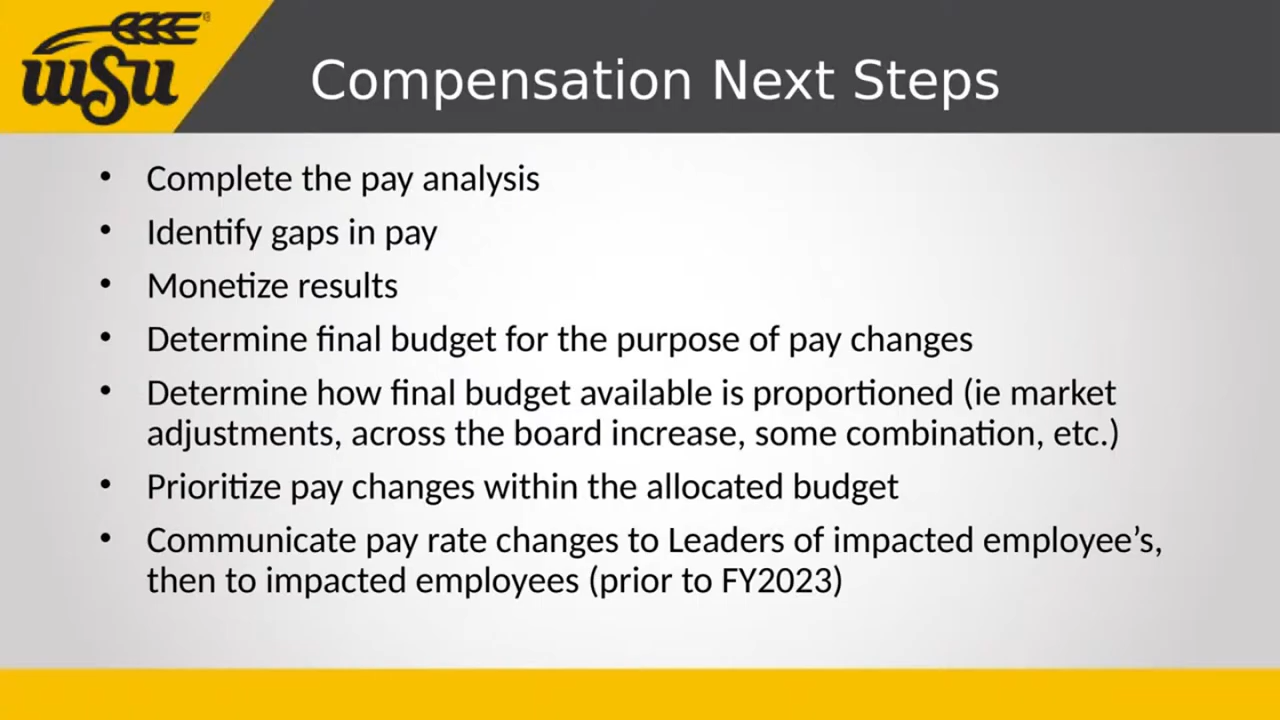 wsu
Compensation Next Steps
• Complete the pay analysis
• Identify gaps in pay
• Monetize results
• Determine final budget for the purpose of pay changes
• Determine how final budget available is proportioned (ie market
adjustments, across the board increase, some combination, etc.)
• Prioritize pay changes within the allocated budget
• Communicate pay rate changes to Leaders of impacted employee’s,
then to impacted employees (prior to FY2023)